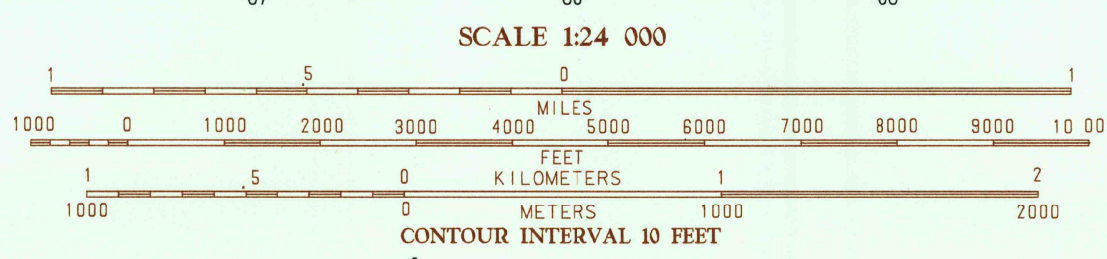 SCALE 1:24 000
1 .5 0 1
MILES
1000 0 1000 2000 3000 4000 5000 6000 7000 8000 9000 10 00
FEET
1 .5 0 KILOMETERS 1 2
1000 0 METERS 1000 2000
CONTOUR INTERVAL 10 FEET